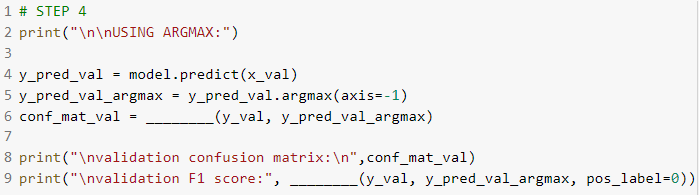 1 # STEP 4
2 print("\n\nUSING ARGMAX:")
3
4 y_pred_val = model.predict(x_val)
5 y_pred_val_argmax = y_pred_val.argmax(axis=-1)
6 conf_mat_val = ________(y_val, y_pred_val_argmax)
7
8 print("\nvalidation confusion matrix:\n",conf_mat_val)
9 print("\nvalidation F1 score:", ________(y_val, y_pred_val_argmax, pos_label=0))